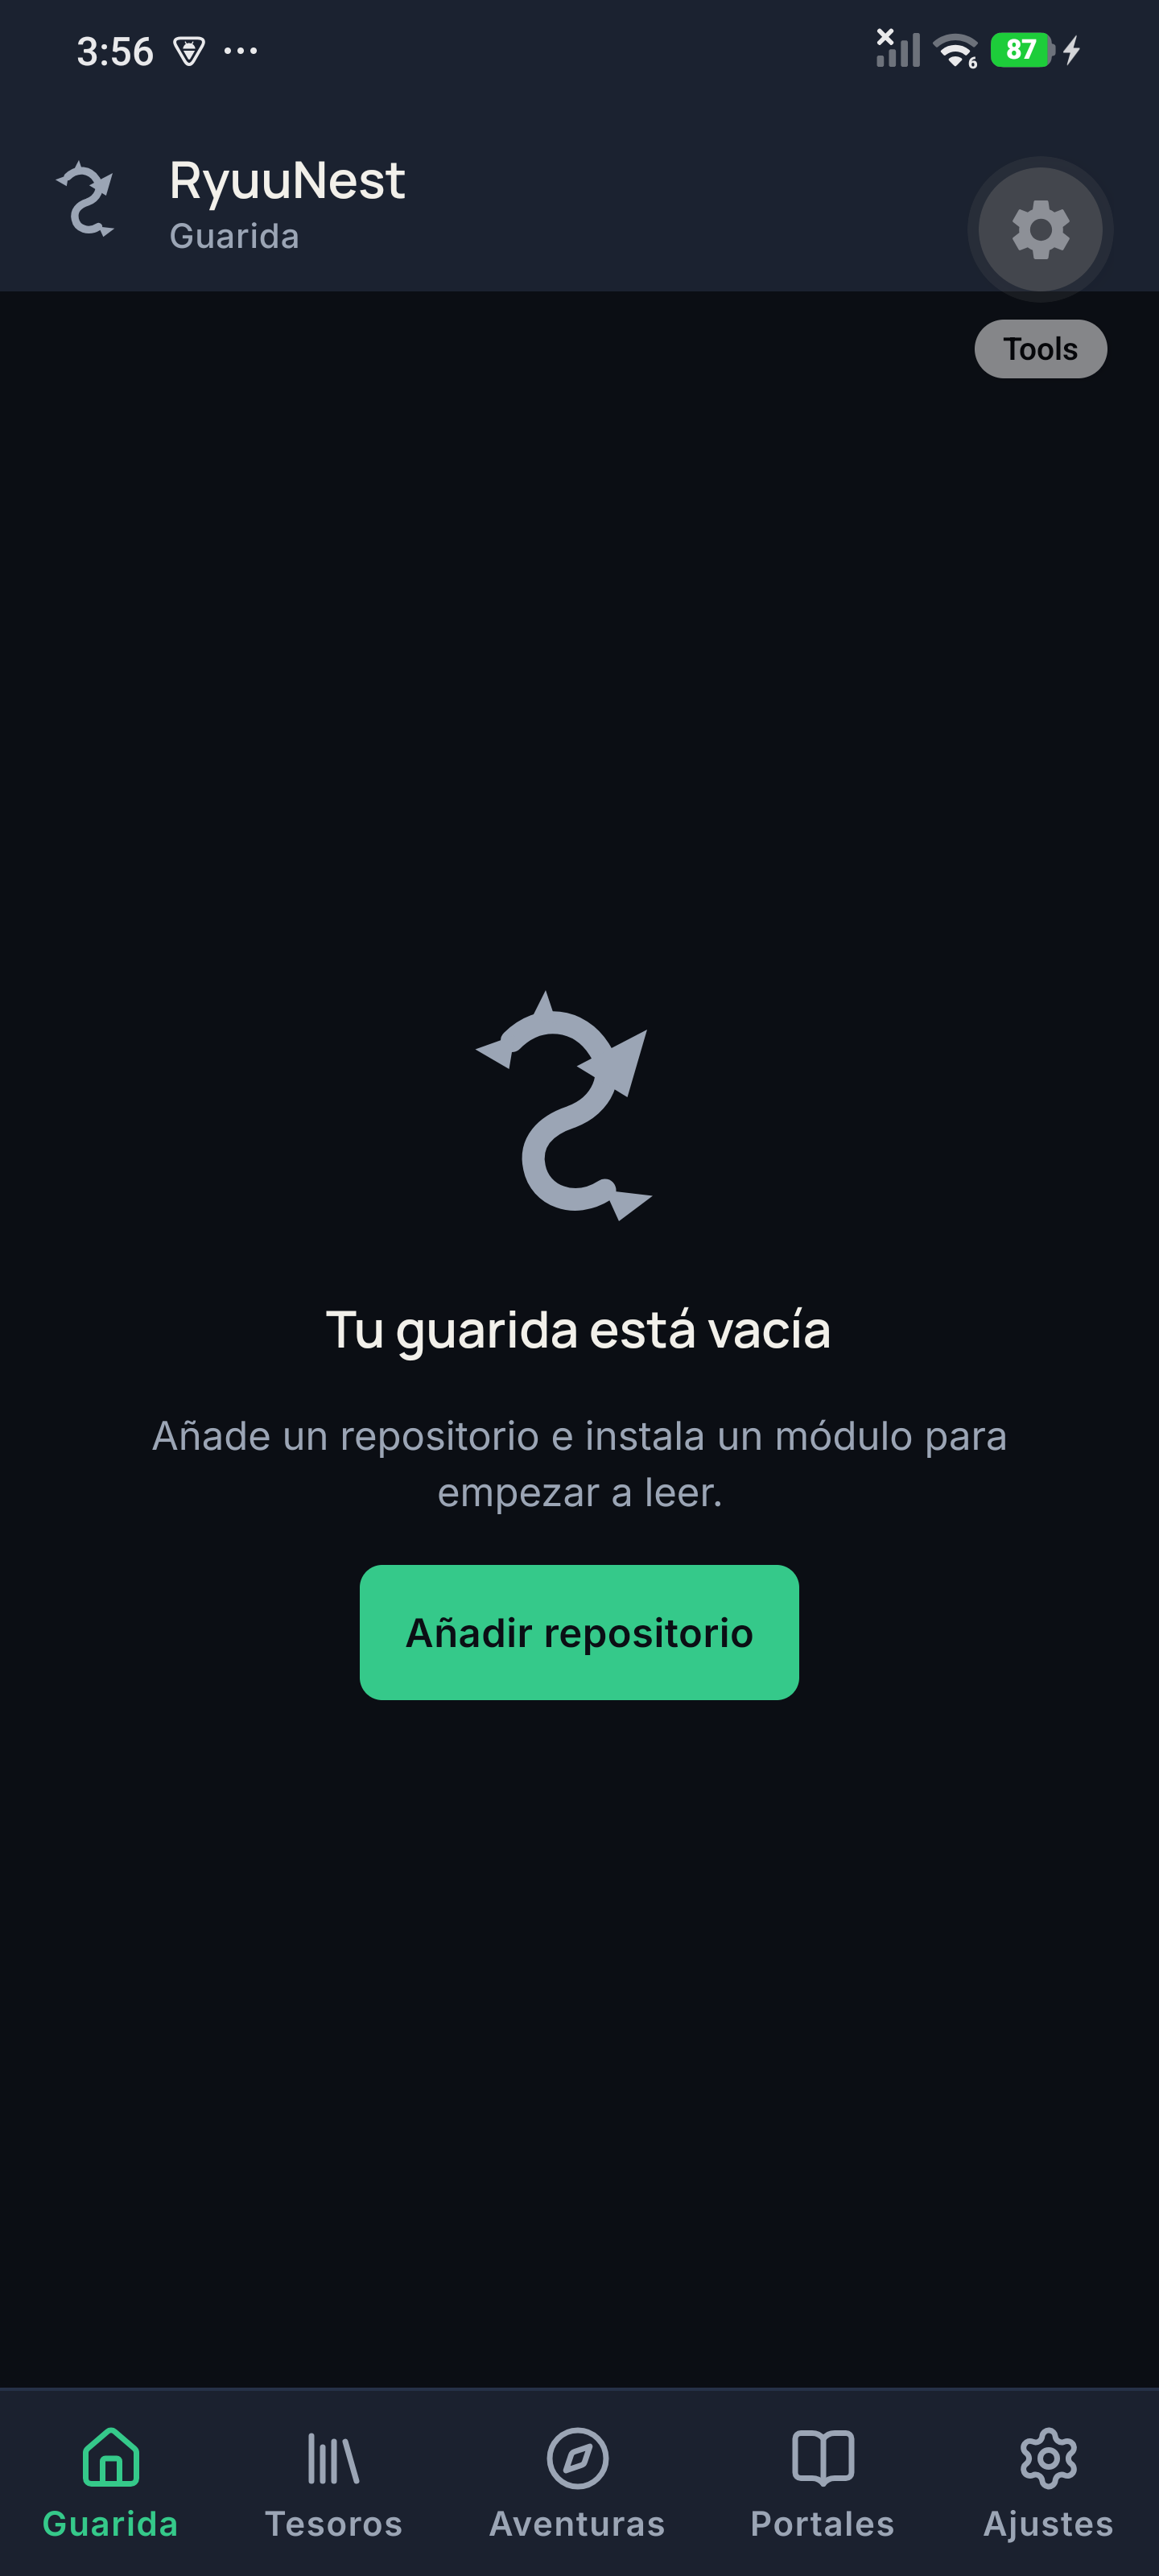 3:56
6
87
RyuuNest
Guarida
Tools
Tu guarida está vacía
Añade un repositorio e instala un módulo para
empezar a leer.
Añadir repositorio
Guarida
Tesoros
Aventuras
Portales
Ajustes